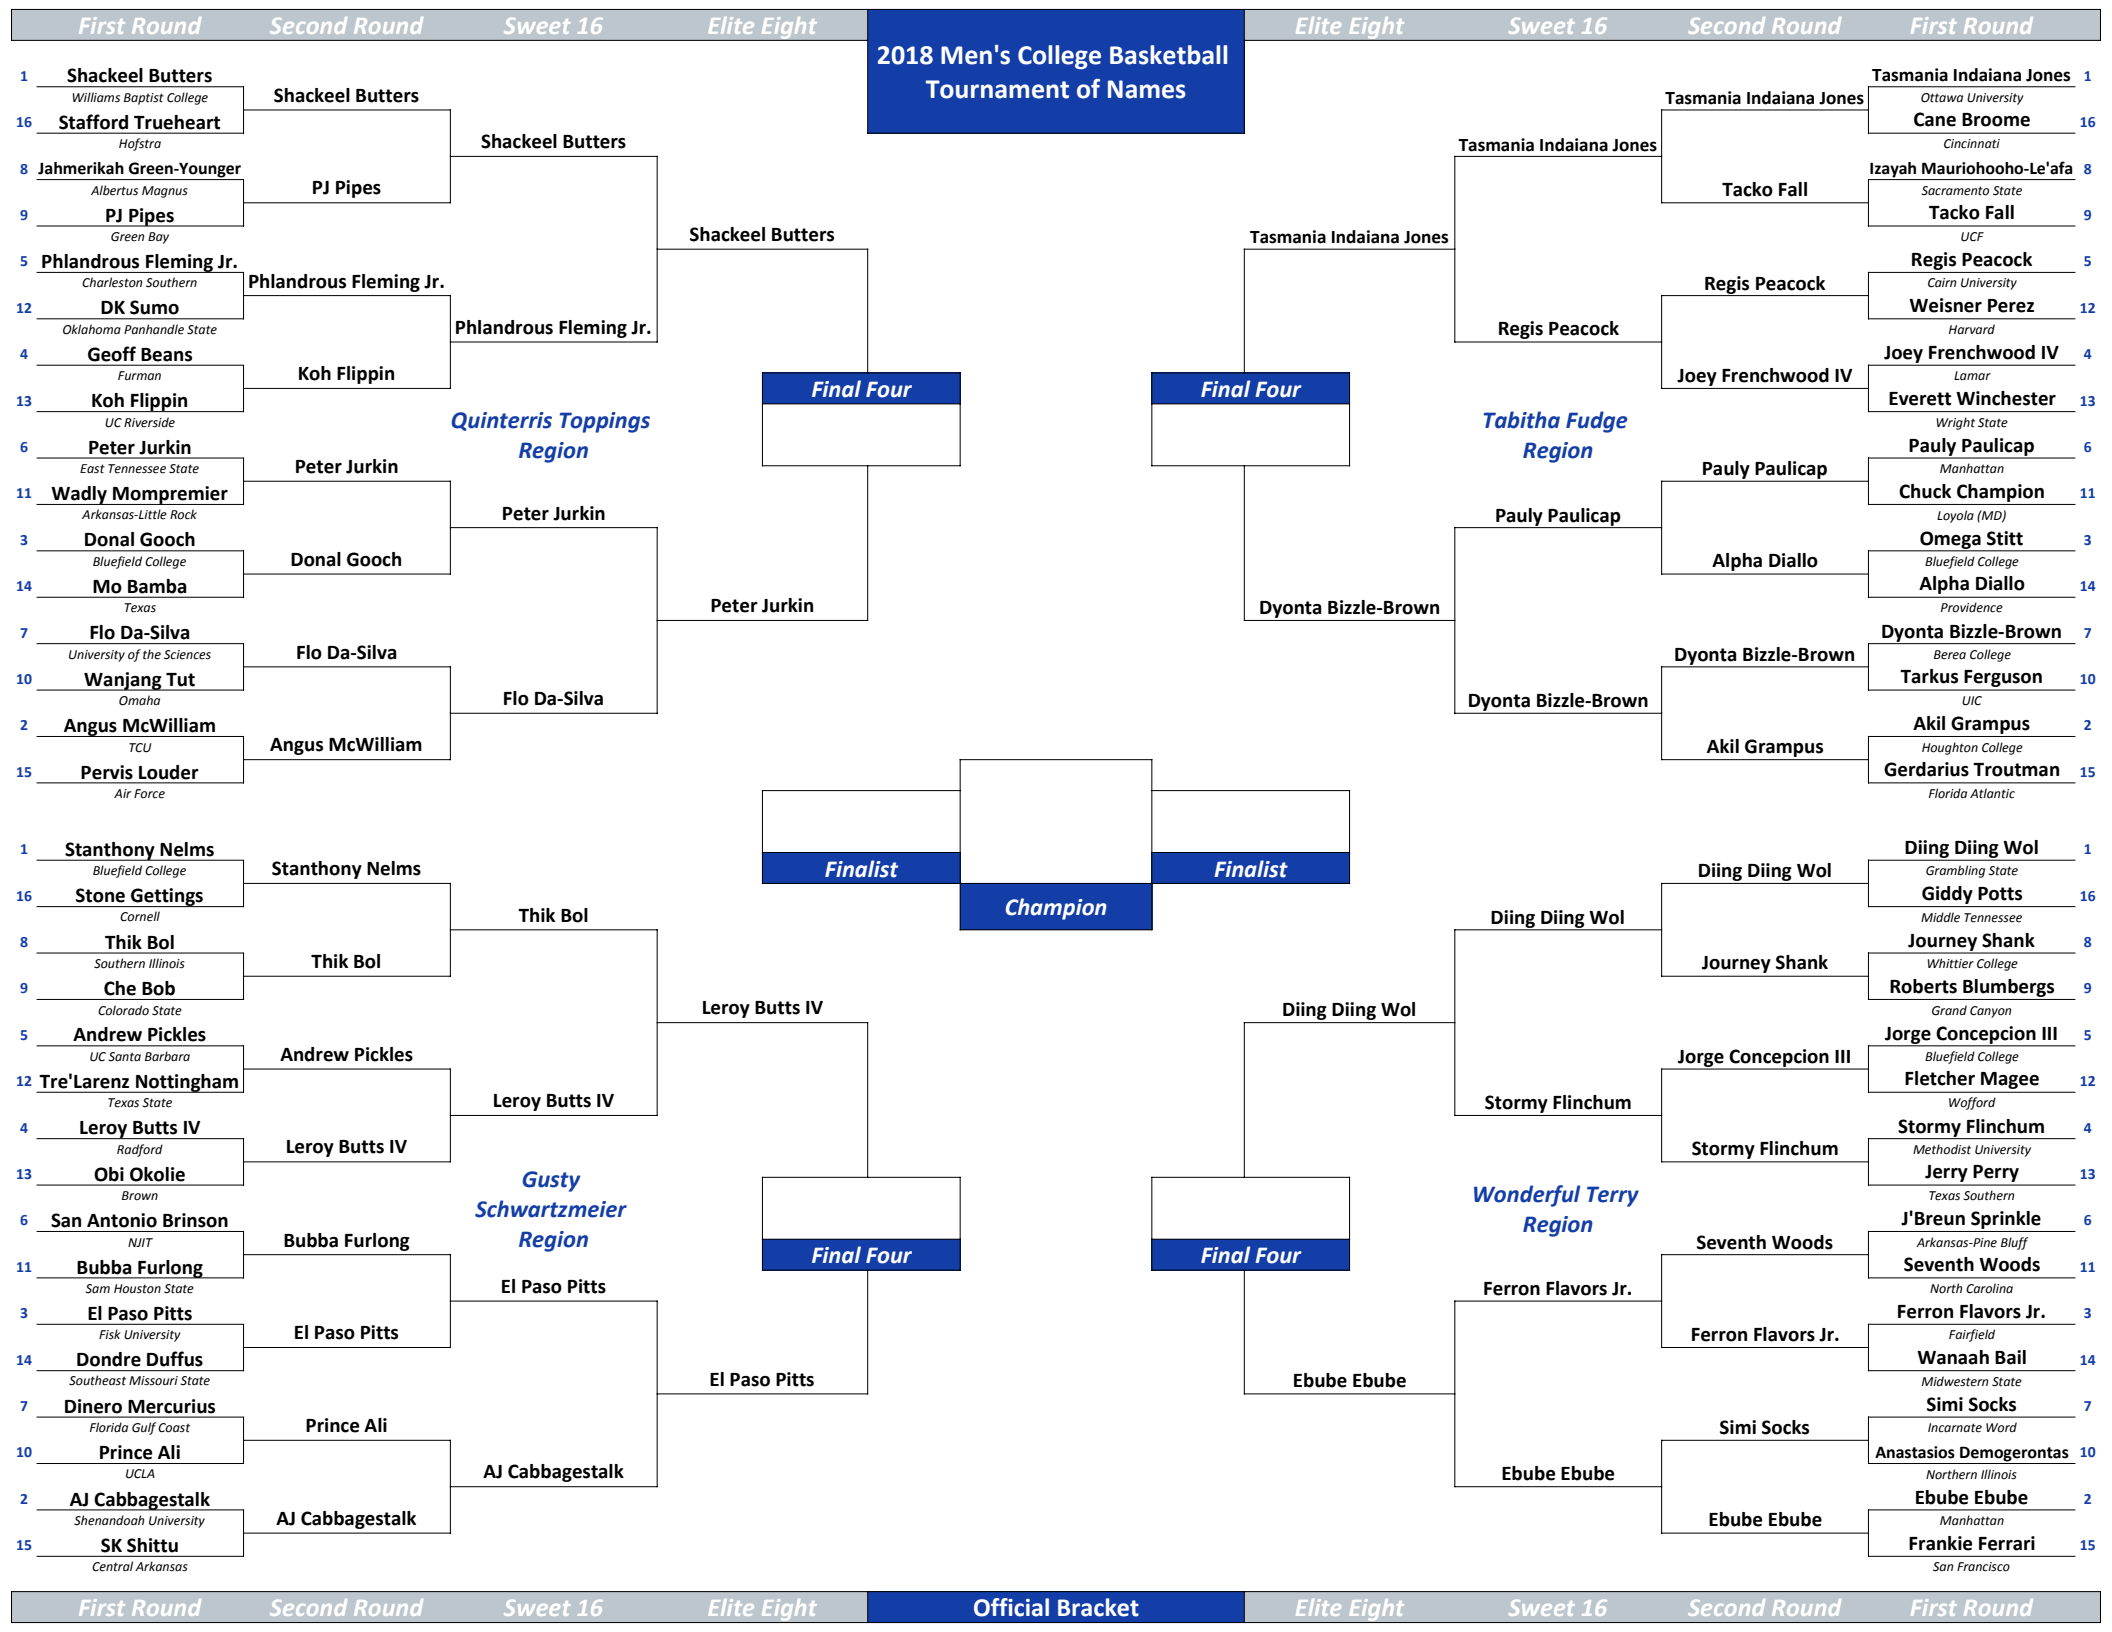 First Round Second Round Sweet 16 Elite Eight
2018 Men's College Basketball
Tournament of Names
Elite Eight Sweet 16 Second Round First Round
1 Shackeel Butters
Williams Baptist College
16 Stafford Trueheart
Hofstra
8 Jahmerikah Green-Younger
Albertus Magnus
9 PJ Pipes
Green Bay
5 Phlandrous Fleming Jr.
Charleston Southern
12 DK Sumo
Oklahoma Panhandle State
4 Geoff Beans
Furman
13 Koh Flippin
UC Riverside
6 Peter Jurkin
East Tennessee State
11 Wadly Mompremier
Arkansas-Little Rock
3 Donal Gooch
Bluefield College
14 Mo Bamba
Texas
7 Flo Da-Silva
University of the Sciences
10 Wanjang Tut
Omaha
2 Angus McWilliam
TCU
15 Pervis Louder
Air Force
Shackeel Butters
PJ Pipes
Phlandrous Fleming Jr.
Koh Flippin
Peter Jurkin
Donal Gooch
Flo Da-Silva
Angus McWilliam
Shackeel Butters
Phlandrous Fleming Jr.
Quinterris Toppings
Region
Peter Jurkin
Flo Da-Silva
Shackeel Butters
Peter Jurkin
Final Four
Final Four
Tasmania Indaiana Jones
Dyonta Bizzle-Brown
Tasmania Indaiana Jones
Regis Peacock
Tabitha Fudge
Region
Pauly Paulicap
Dyonta Bizzle-Brown
Tasmania Indaiana Jones
Tacko Fall
Regis Peacock
Joey Frenchwood IV
Pauly Paulicap
Alpha Diallo
Dyonta Bizzle-Brown
Akil Grampus
Tasmania Indaiana Jones 1
Ottawa University
Cane Broome 16
Cincinnati
Izayah Mauriohooho-Le'afa 8
Sacramento State
Tacko Fall 9
UCF
Regis Peacock 5
Cairn University
Weisner Perez 12
Harvard
Joey Frenchwood IV 4
Lamar
Everett Winchester 13
Wright State
Pauly Paulicap 6
Manhattan
Chuck Champion 11
Loyola (MD)
Omega Stitt 3
Bluefield College
Alpha Diallo 14
Providence
Dyonta Bizzle-Brown 7
Berea College
Tarkus Ferguson 10
UIC
Akil Grampus 2
Houghton College
Gerdarius Troutman 15
Florida Atlantic
Finalist
Champion
Finalist
1 Stanthony Nelms
Bluefield College
16 Stone Gettings
Cornell
8 Thik Bol
Southern Illinois
9 Che Bob
Colorado State
5 Andrew Pickles
UC Santa Barbara
12 Tre'Larenz Nottingham
Texas State
4 Leroy Butts IV
Radford
13 Obi Okolie
Brown
6 San Antonio Brinson
NJIT
11 Bubba Furlong
Sam Houston State
3 El Paso Pitts
Fisk University
14 Dondre Duffus
Southeast Missouri State
7 Dinero Mercurius
Florida Gulf Coast
10 Prince Ali
UCLA
2 AJ Cabbagestalk
Shenandoah University
15 SK Shittu
Central Arkansas
Stanthony Nelms
Thik Bol
Andrew Pickles
Leroy Butts IV
Bubba Furlong
El Paso Pitts
Prince Ali
AJ Cabbagestalk
Thik Bol
Leroy Butts IV
Gusty
Schwartzmeier
Region
El Paso Pitts
AJ Cabbagestalk
Leroy Butts IV
El Paso Pitts
Final Four
Final Four
Diing Diing Wol
Ebube Ebube
Diing Diing Wol
Stormy Flinchum
Wonderful Terry
Region
Ferron Flavors Jr.
Ebube Ebube
Diing Diing Wol
Journey Shank
Jorge Concepcion III
Stormy Flinchum
Seventh Woods
Ferron Flavors Jr.
Simi Socks
Ebube Ebube
Diing Diing Wol 1
Grambling State
Giddy Potts 16
Middle Tennessee
Journey Shank 8
Whittier College
Roberts Blumbergs 9
Grand Canyon
Jorge Concepcion III 5
Bluefield College
Fletcher Magee 12
Wofford
Stormy Flinchum 4
Methodist University
Jerry Perry 13
Texas Southern
J'Breun Sprinkle 6
Arkansas-Pine Bluff
Seventh Woods 11
North Carolina
Ferron Flavors Jr. 3
Fairfield
Wanaah Bail 14
Midwestern State
Simi Socks 7
Incarnate Word
Anastasios Demogerontas 10
Northern Illinois
Ebube Ebube 2
Manhattan
Frankie Ferrari 15
San Francisco
First Round Second Round Sweet 16 Elite Eight Official Bracket Elite Eight Sweet 16 Second Round First Round